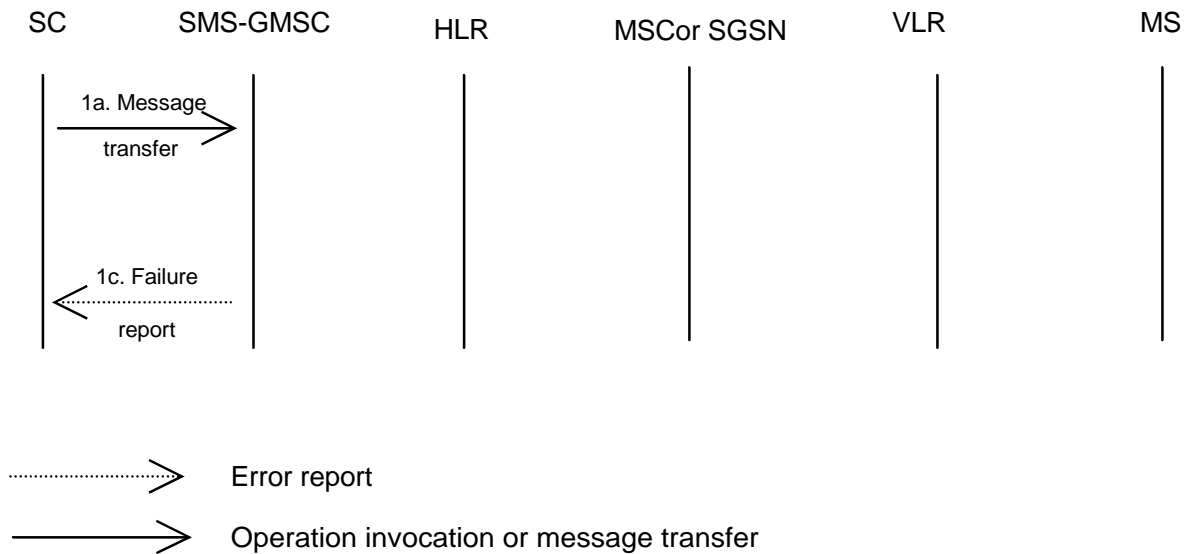 SC SMS-GMSC HLR MSCor SGSN VLR MS
1a. Message
transfer
1c. Failure
report
Error report
Operation invocation or message transfer